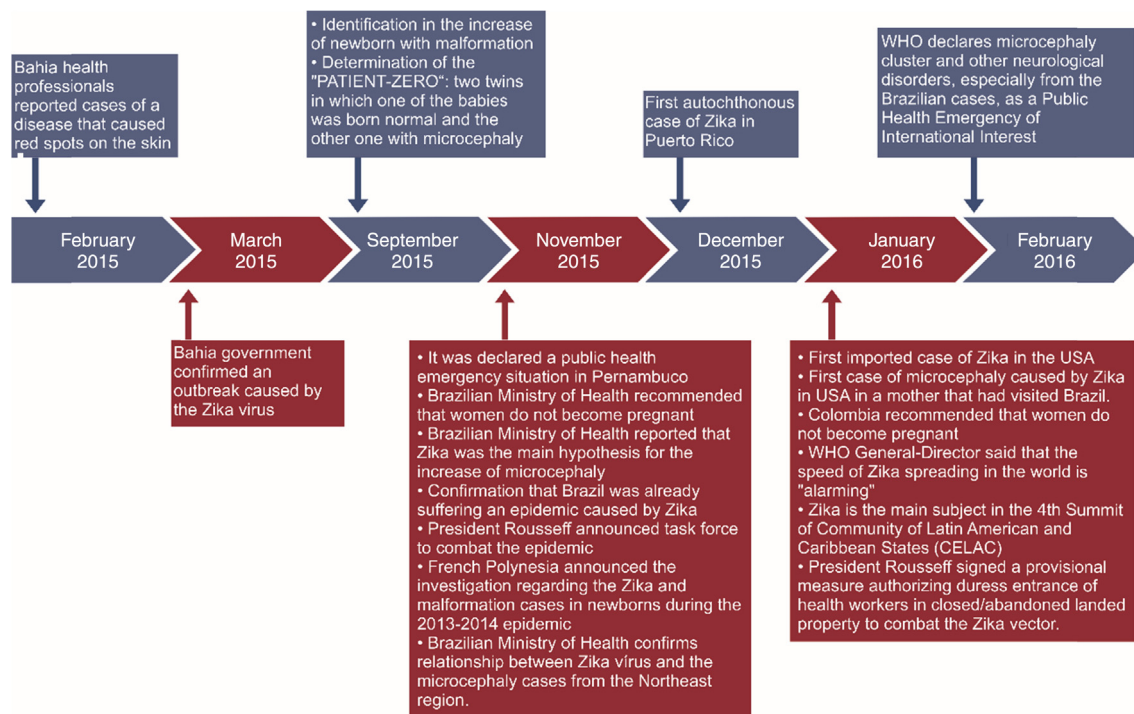 Bahia health
professionals
reported cases of a
disease that caused
red spots on the skin
• Identification in the increase
of newborn with malformation
• Determination of the
"PATIENT-ZERO“: two twins
in which one of the babies
was born normal and the
other one with microcephaly
First autochthonous
case of Zika in
Puerto Rico
WHO declares microcephaly
cluster and other neurological
disorders, especially from the
Brazilian cases, as a Public
Health Emergency of
International Interest
February
2015
March
2015
September
2015
November
2015
December
2015
January
2016
February
2016
Bahia government
confirmed an
outbreak caused by
the Zika virus
• It was declared a public health
emergency situation in Pernambuco
• Brazilian Ministry of Health recommended
that women do not become pregnant
• Brazilian Ministry of Health reported that
Zika was the main hypothesis for the
increase of microcephaly
• Confirmation that Brazil was already
suffering an epidemic caused by Zika
• President Rousseff announced task force
to combat the epidemic
• French Polynesia announced the
investigation regarding the Zika and
malformation cases in newborns during the
2013-2014 epidemic
• Brazilian Ministry of Health confirms
relationship between Zika vírus and the
microcephaly cases from the Northeast
region.
• First imported case of Zika in the USA
• First case of microcephaly caused by Zika
in USA in a mother that had visited Brazil.
• Colombia recommended that women do
not become pregnant
• WHO General-Director said that the
speed of Zika spreading in the world is
"alarming"
• Zika is the main subject in the 4th Summit
of Community of Latin American and
Caribbean States (CELAC)
• President Rousseff signed a provisional
measure authorizing duress entrance of
health workers in closed/abandoned landed
property to combat the Zika vector.